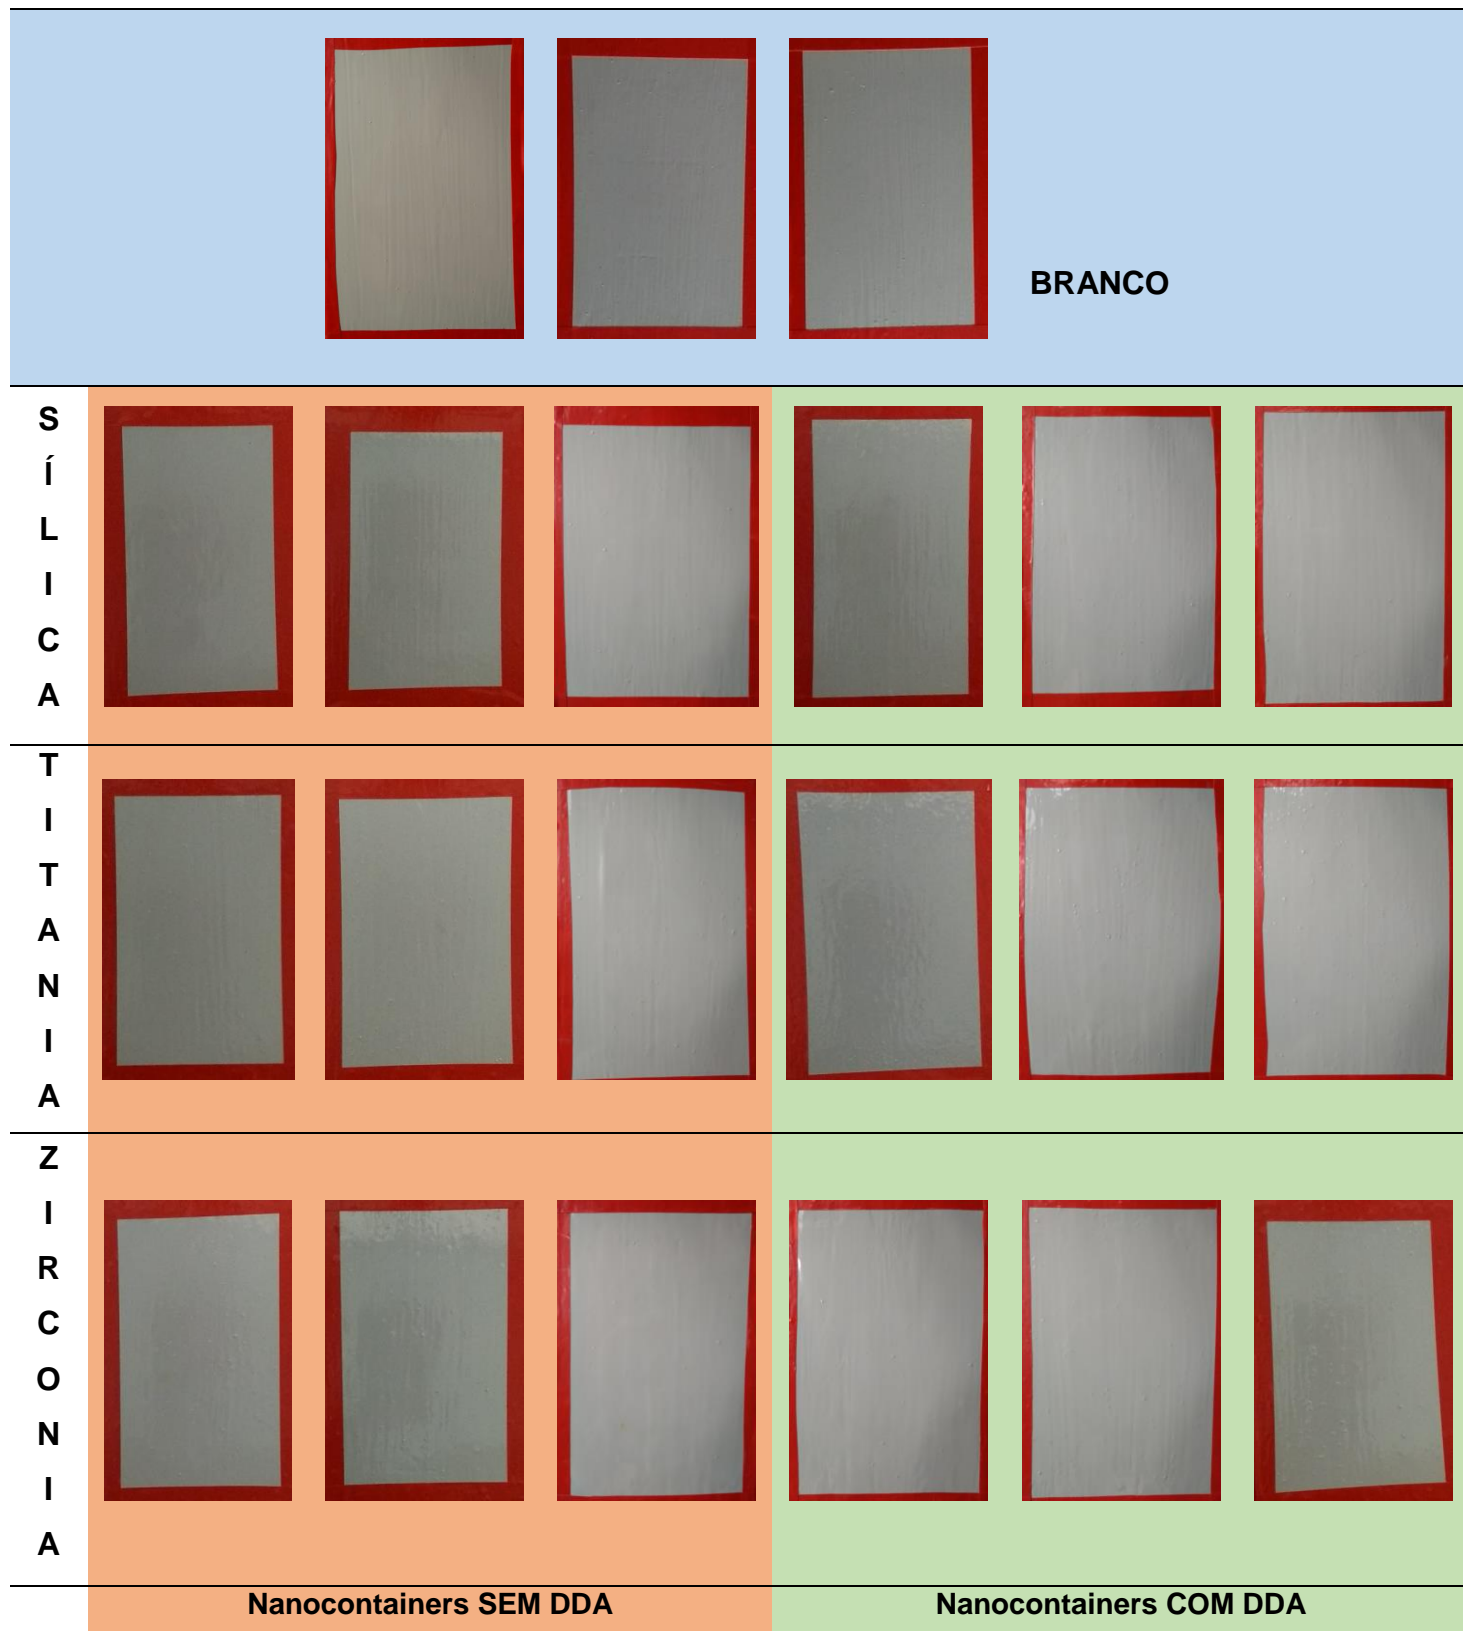 BRANCO
SÍLICA
TITANIA
ZIRCONIA
Nanocontainers SEM DDA
Nanocontainers COM DDA